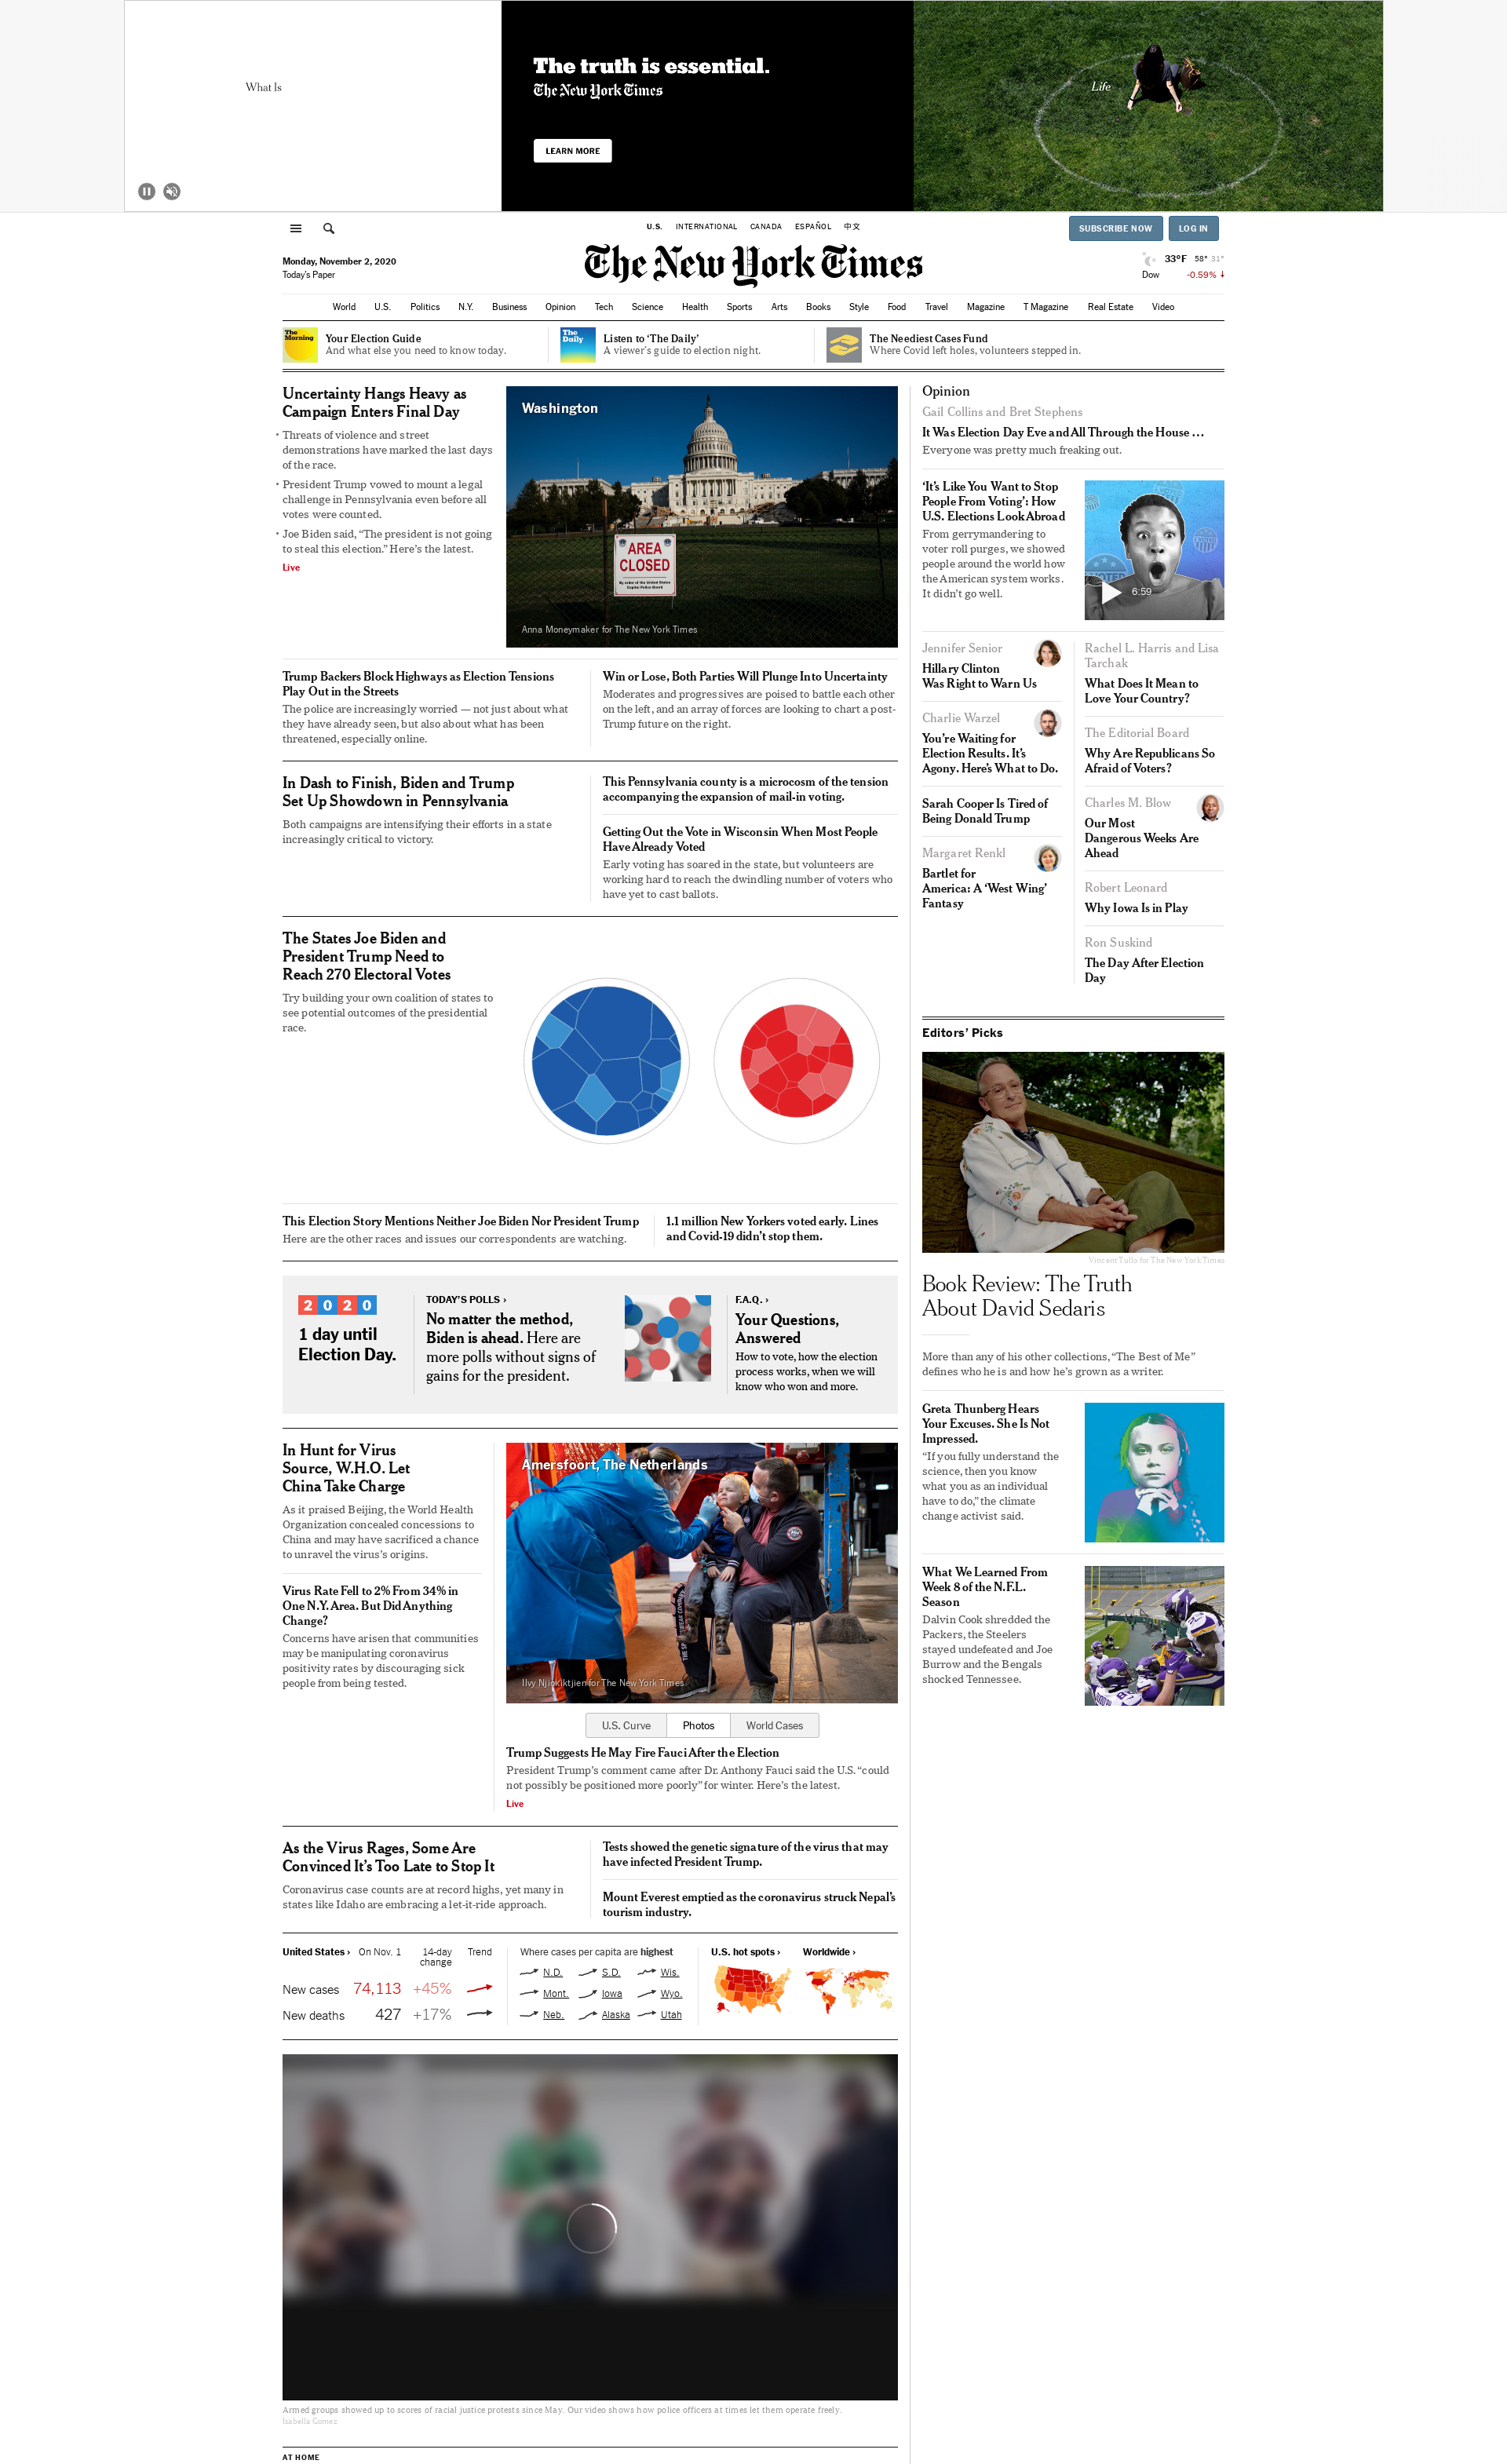 What Is
The truth is essential.
The New York Times
LEARN MORE
Life
U.S. INTERNATIONAL CANADA ESPAÑOL 中文
SUBSCRIBE NOW LOG IN
Monday, November 2, 2020
Today's Paper
The New York Times
33°F 58° 31°
Dow -0.59% ↓
World U.S. Politics N.Y. Business Opinion Tech Science Health Sports Arts Books Style Food Travel Magazine T Magazine Real Estate Video
The Morning
Your Election Guide
And what else you need to know today.
The Daily
Listen to ‘The Daily’
A viewer’s guide to election night.
The Neediest Cases Fund
Where Covid left holes, volunteers stepped in.
Uncertainty Hangs Heavy as
Campaign Enters Final Day
• Threats of violence and street
demonstrations have marked the last days
of the race.
• President Trump vowed to mount a legal
challenge in Pennsylvania even before all
votes were counted.
• Joe Biden said, “The president is not going
to steal this election.” Here’s the latest.
Live
Washington
AREA
CLOSED
By order of the United States
Capitol Police Board
Anna Moneymaker for The New York Times
Trump Backers Block Highways as Election Tensions
Play Out in the Streets
The police are increasingly worried — not just about what
they have already seen, but also about what has been
threatened, especially online.
Win or Lose, Both Parties Will Plunge Into Uncertainty
Moderates and progressives are poised to battle each other
on the left, and an array of forces are looking to chart a post-
Trump future on the right.
In Dash to Finish, Biden and Trump
Set Up Showdown in Pennsylvania
Both campaigns are intensifying their efforts in a state
increasingly critical to victory.
This Pennsylvania county is a microcosm of the tension
accompanying the expansion of mail-in voting.
Getting Out the Vote in Wisconsin When Most People
Have Already Voted
Early voting has soared in the state, but volunteers are
working hard to reach the dwindling number of voters who
have yet to cast ballots.
The States Joe Biden and
President Trump Need to
Reach 270 Electoral Votes
Try building your own coalition of states to
see potential outcomes of the presidential
race.
This Election Story Mentions Neither Joe Biden Nor President Trump
Here are the other races and issues our correspondents are watching.
1.1 million New Yorkers voted early. Lines
and Covid-19 didn’t stop them.
2020
1 day until
Election Day.
TODAY’S POLLS ›
No matter the method,
Biden is ahead. Here are
more polls without signs of
gains for the president.
F.A.Q. ›
Your Questions,
Answered
How to vote, how the election
process works, when we will
know who won and more.
In Hunt for Virus
Source, W.H.O. Let
China Take Charge
As it praised Beijing, the World Health
Organization concealed concessions to
China and may have sacrificed a chance
to unravel the virus’s origins.
Virus Rate Fell to 2% From 34% in
One N.Y. Area. But Did Anything
Change?
Concerns have arisen that communities
may be manipulating coronavirus
positivity rates by discouraging sick
people from being tested.
Amersfoort, The Netherlands
Ilvy Njiokiktjien for The New York Times
U.S. Curve Photos World Cases
Trump Suggests He May Fire Fauci After the Election
President Trump’s comment came after Dr. Anthony Fauci said the U.S. “could
not possibly be positioned more poorly” for winter. Here’s the latest.
Live
As the Virus Rages, Some Are
Convinced It’s Too Late to Stop It
Coronavirus case counts are at record highs, yet many in
states like Idaho are embracing a let-it-ride approach.
Tests showed the genetic signature of the virus that may
have infected President Trump.
Mount Everest emptied as the coronavirus struck Nepal’s
tourism industry.
United States › On Nov. 1 14-day change Trend
New cases 74,113 +45%
New deaths 427 +17%
Where cases per capita are highest
N.D. S.D. Wis.
Mont. Iowa Wyo.
Neb. Alaska Utah
U.S. hot spots › Worldwide ›
Armed groups showed up to scores of racial justice protests since May. Our video shows how police officers at times let them operate freely.
Isabella Gomez
AT HOME
Opinion
Gail Collins and Bret Stephens
It Was Election Day Eve and All Through the House …
Everyone was pretty much freaking out.
‘It’s Like You Want to Stop
People From Voting’: How
U.S. Elections Look Abroad
From gerrymandering to
voter roll purges, we showed
people around the world how
the American system works.
It didn’t go well.
I VOTED
6:59
Jennifer Senior
Hillary Clinton
Was Right to Warn Us
Charlie Warzel
You’re Waiting for
Election Results. It’s
Agony. Here’s What to Do.
Sarah Cooper Is Tired of
Being Donald Trump
Margaret Renkl
Bartlet for
America: A ‘West Wing’
Fantasy
Rachel L. Harris and Lisa
Tarchak
What Does It Mean to
Love Your Country?
The Editorial Board
Why Are Republicans So
Afraid of Voters?
Charles M. Blow
Our Most
Dangerous Weeks Are
Ahead
Robert Leonard
Why Iowa Is in Play
Ron Suskind
The Day After Election
Day
Editors’ Picks
Vincent Tullo for The New York Times
Book Review: The Truth
About David Sedaris
More than any of his other collections, “The Best of Me”
defines who he is and how he’s grown as a writer.
Greta Thunberg Hears
Your Excuses. She Is Not
Impressed.
“If you fully understand the
science, then you know
what you as an individual
have to do,” the climate
change activist said.
What We Learned From
Week 8 of the N.F.L.
Season
Dalvin Cook shredded the
Packers, the Steelers
stayed undefeated and Joe
Burrow and the Bengals
shocked Tennessee.